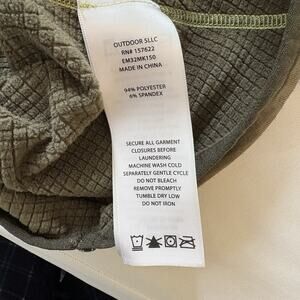 OUTDOOR SLLC
RN# 157622
EM32MK150
MADE IN CHINA
94% POLYESTER
6% SPANDEX
SECURE ALL GARMENT
CLOSURES BEFORE
LAUNDERING
MACHINE WASH COLD
SEPARATELY GENTLE CYCLE
DO NOT BLEACH
REMOVE PROMPTLY
TUMBLE DRY LOW
DO NOT IRON